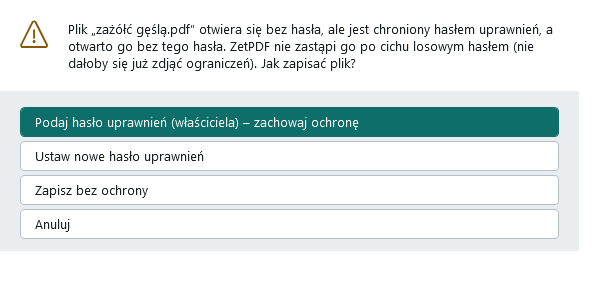 Plik „zażółć gęślą.pdf” otwiera się bez hasła, ale jest chroniony hasłem uprawnień, a
otwarto go bez tego hasła. ZetPDF nie zastąpi go po cichu losowym hasłem (nie
dałoby się już zdjąć ograniczeń). Jak zapisać plik?
Podaj hasło uprawnień (właściciela) – zachowaj ochronę
Ustaw nowe hasło uprawnień
Zapisz bez ochrony
Anuluj